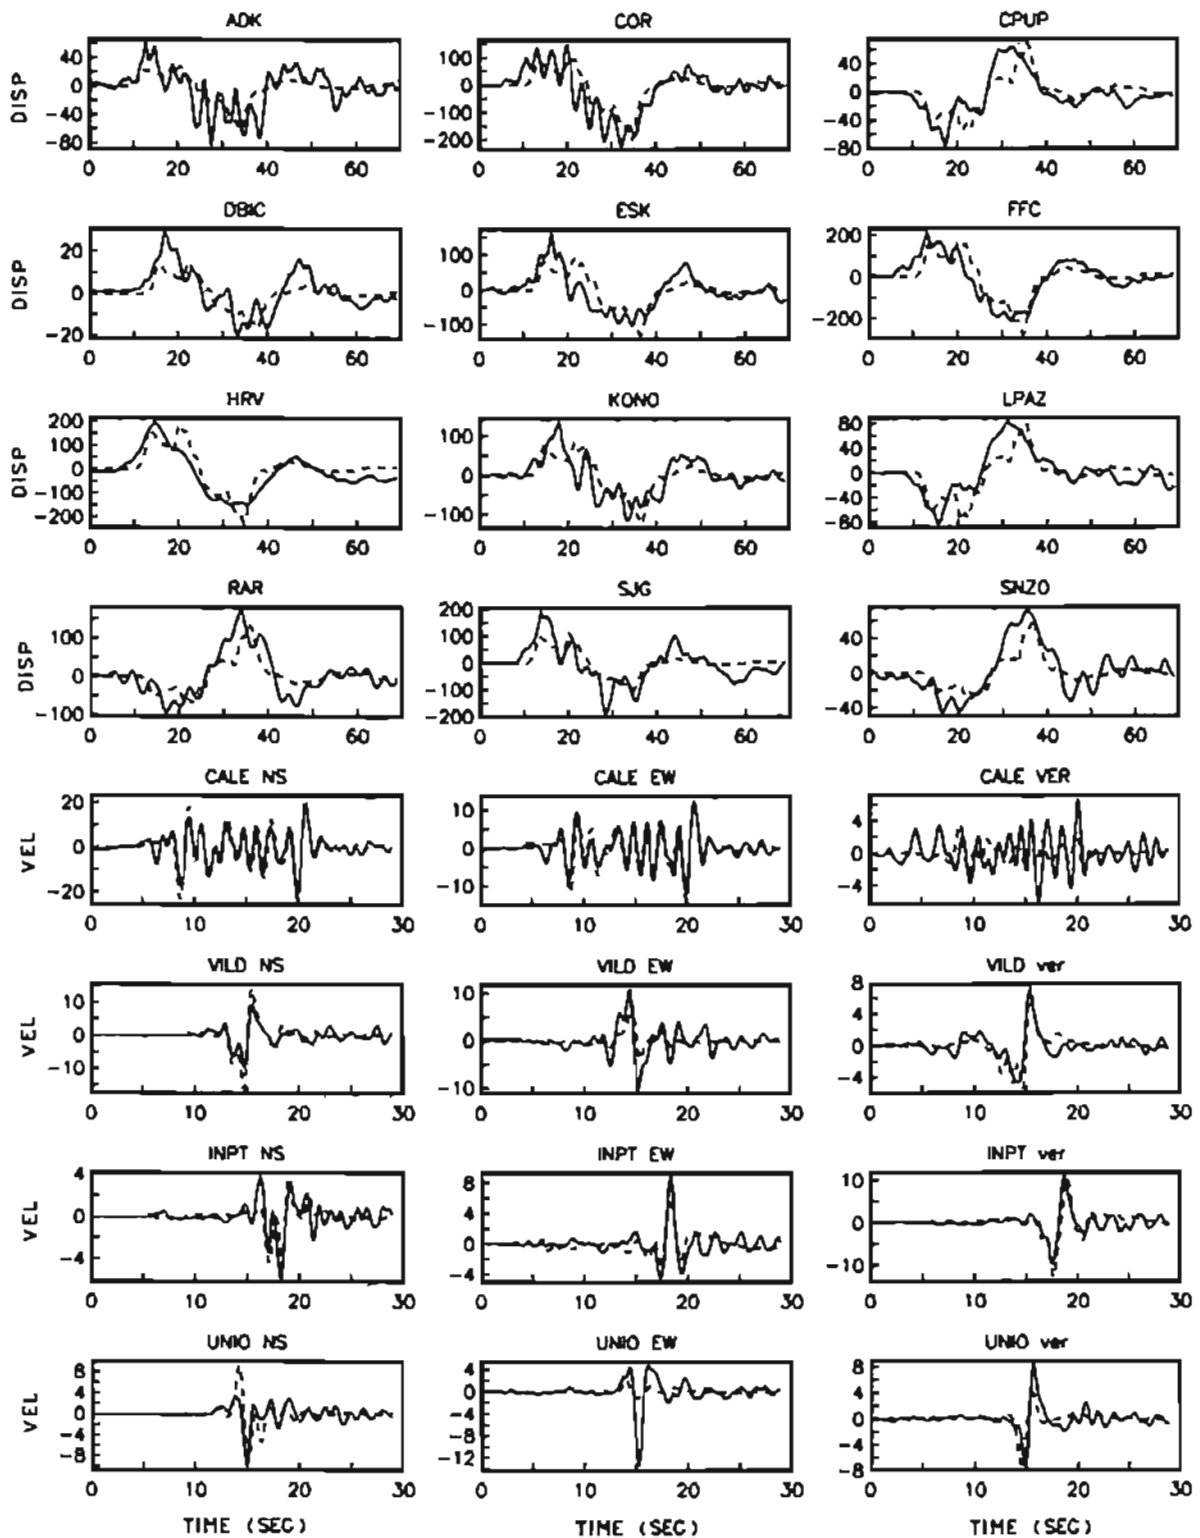 ADK COR CPUP
DISP 40 0 -40 -80 100 0 -100 -200 40 0 -40 -80
0 20 40 60 0 20 40 60 0 20 40 60
DBIC ESK FFC
DISP 20 0 -20 100 0 -100 200 0 -200
0 20 40 60 0 20 40 60 0 20 40 60
HRV KONO LPAZ
DISP 200 100 0 -100 -200 100 0 -100 80 40 0 -40 -80
0 20 40 60 0 20 40 60 0 20 40 60
RAR SJG SNZO
DISP 100 0 -100 200 100 0 -100 -200 40 0 -40
0 20 40 60 0 20 40 60 0 20 40 60
CALE NS CALE EW CALE VER
VEL 20 0 -20 10 0 -10 4 0 -4
0 10 20 30 0 10 20 30 0 10 20 30
VILD NS VILD EW VILD ver
VEL 10 0 -10 10 0 -10 8 4 0 -4
0 10 20 30 0 10 20 30 0 10 20 30
INPT NS INPT EW INPT ver
VEL 4 0 -4 8 4 0 -4 10 0 -10
0 10 20 30 0 10 20 30 0 10 20 30
UNIO NS UNIO EW UNIO ver
VEL 8 4 0 -4 -8 4 0 -4 -8 -12 8 4 0 -4 -8
0 10 20 30 0 10 20 30 0 10 20 30
TIME (SEC) TIME (SEC) TIME (SEC)